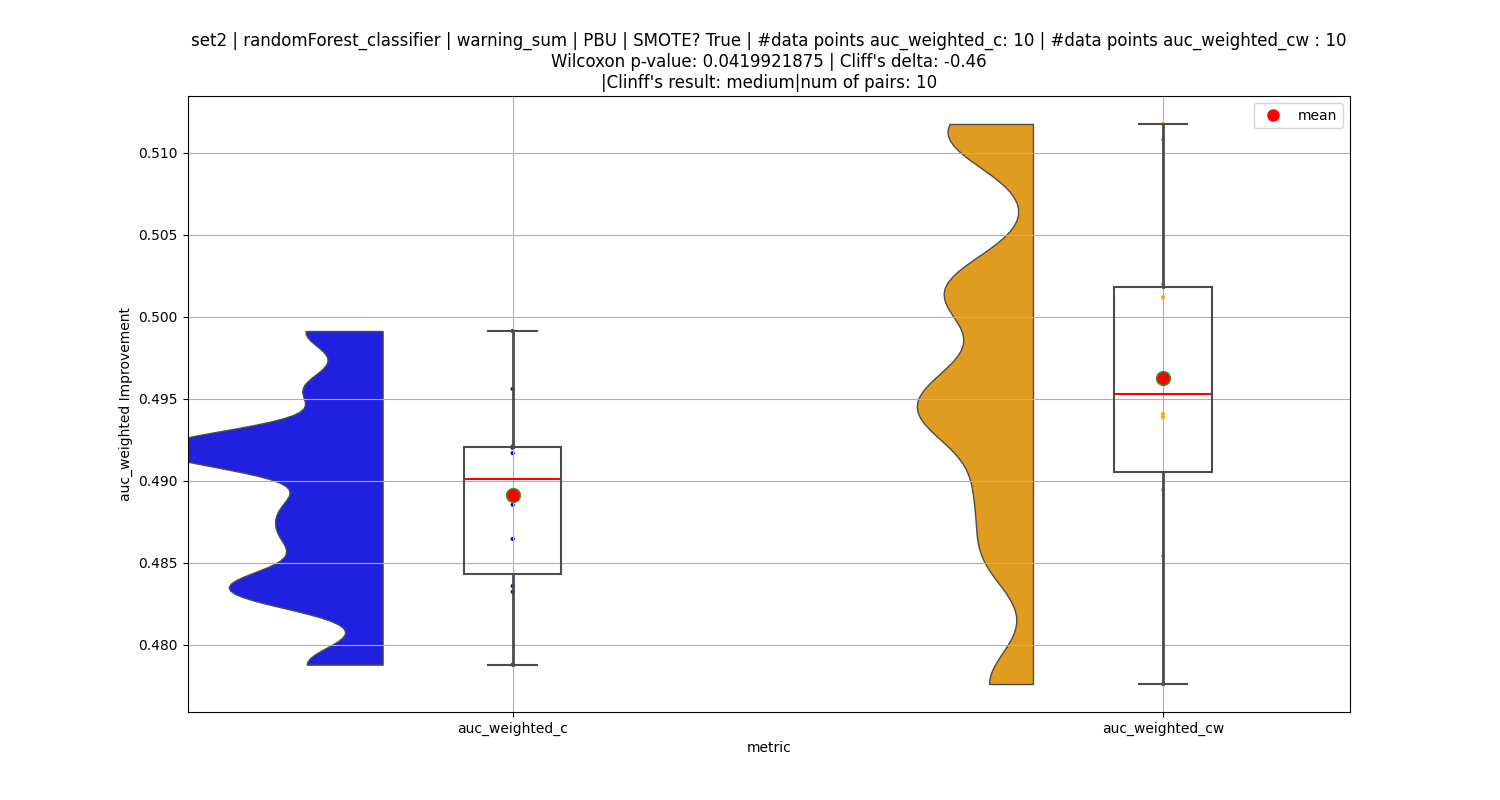 set2 | randomForest_classifier | warning_sum | PBU | SMOTE? True | #data points auc_weighted_c: 10 | #data points auc_weighted_cw : 10
Wilcoxon p-value: 0.0419921875 | Cliff's delta: -0.46
|Clinff's result: medium|num of pairs: 10
mean
0.510
0.505
0.500
0.495
0.490
0.485
0.480
auc_weighted Improvement
auc_weighted_c
auc_weighted_cw
metric